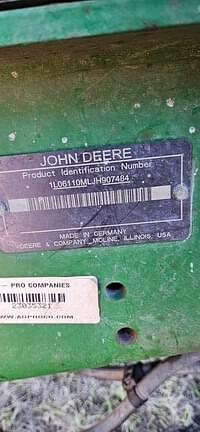 JOHN DEERE
Product Identification Number
1L06110MLJH907484
MADE IN GERMANY
DEERE & COMPANY MOLINE, ILLINOIS, USA
- PRO COMPANIES
23035321
WWW.AGPROCO.COM